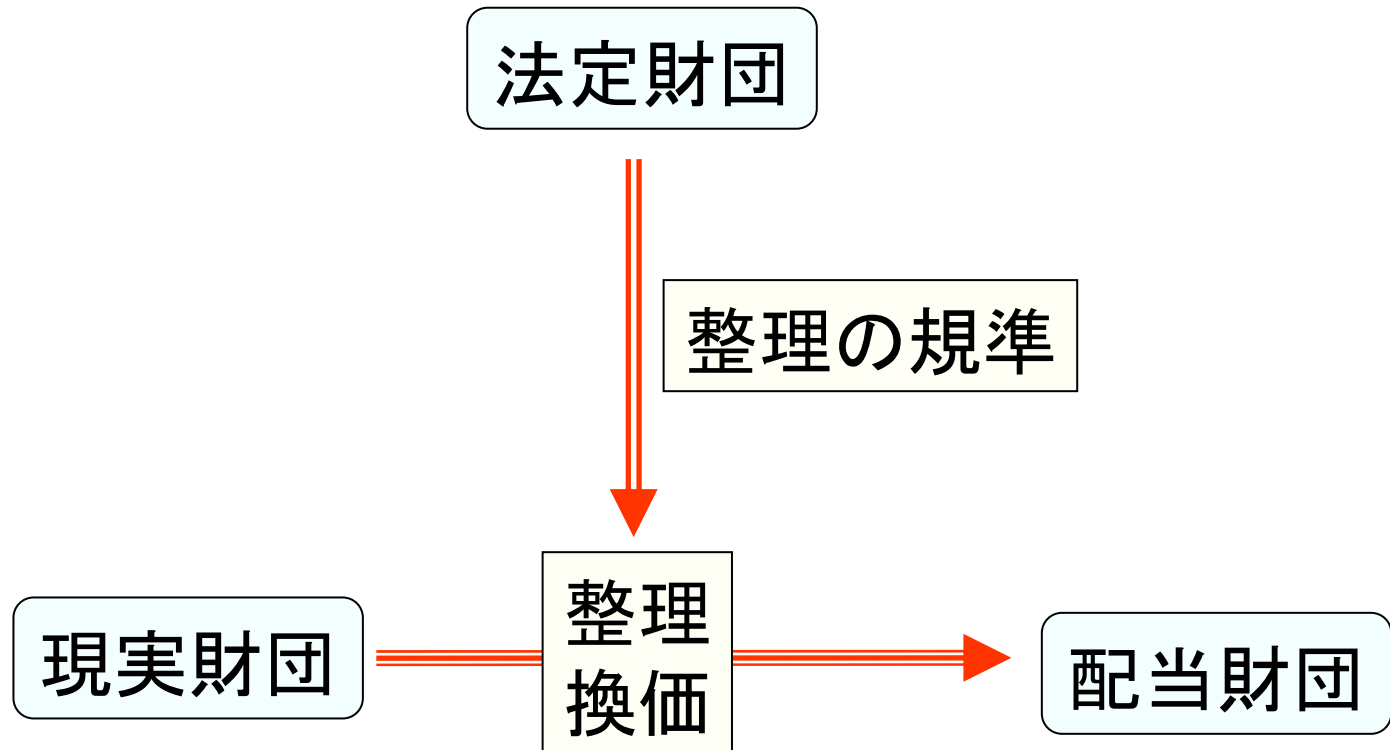 法定財団
整理の規準
現実財団
整理
換価
配当財団